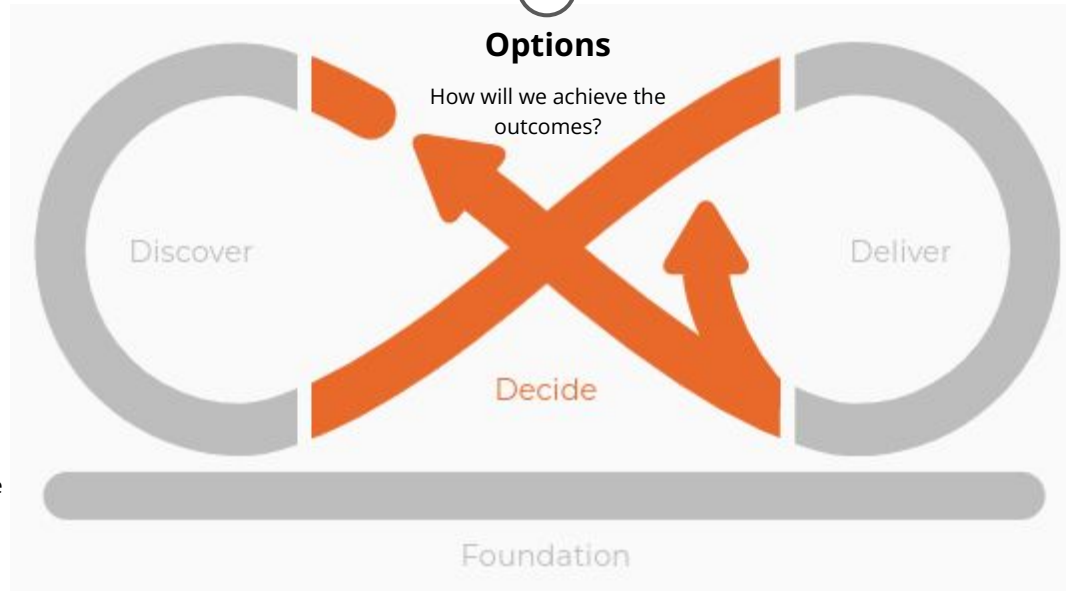 Options
How will we achieve the
outcomes?
Discover
Deliver
Decide
Foundation